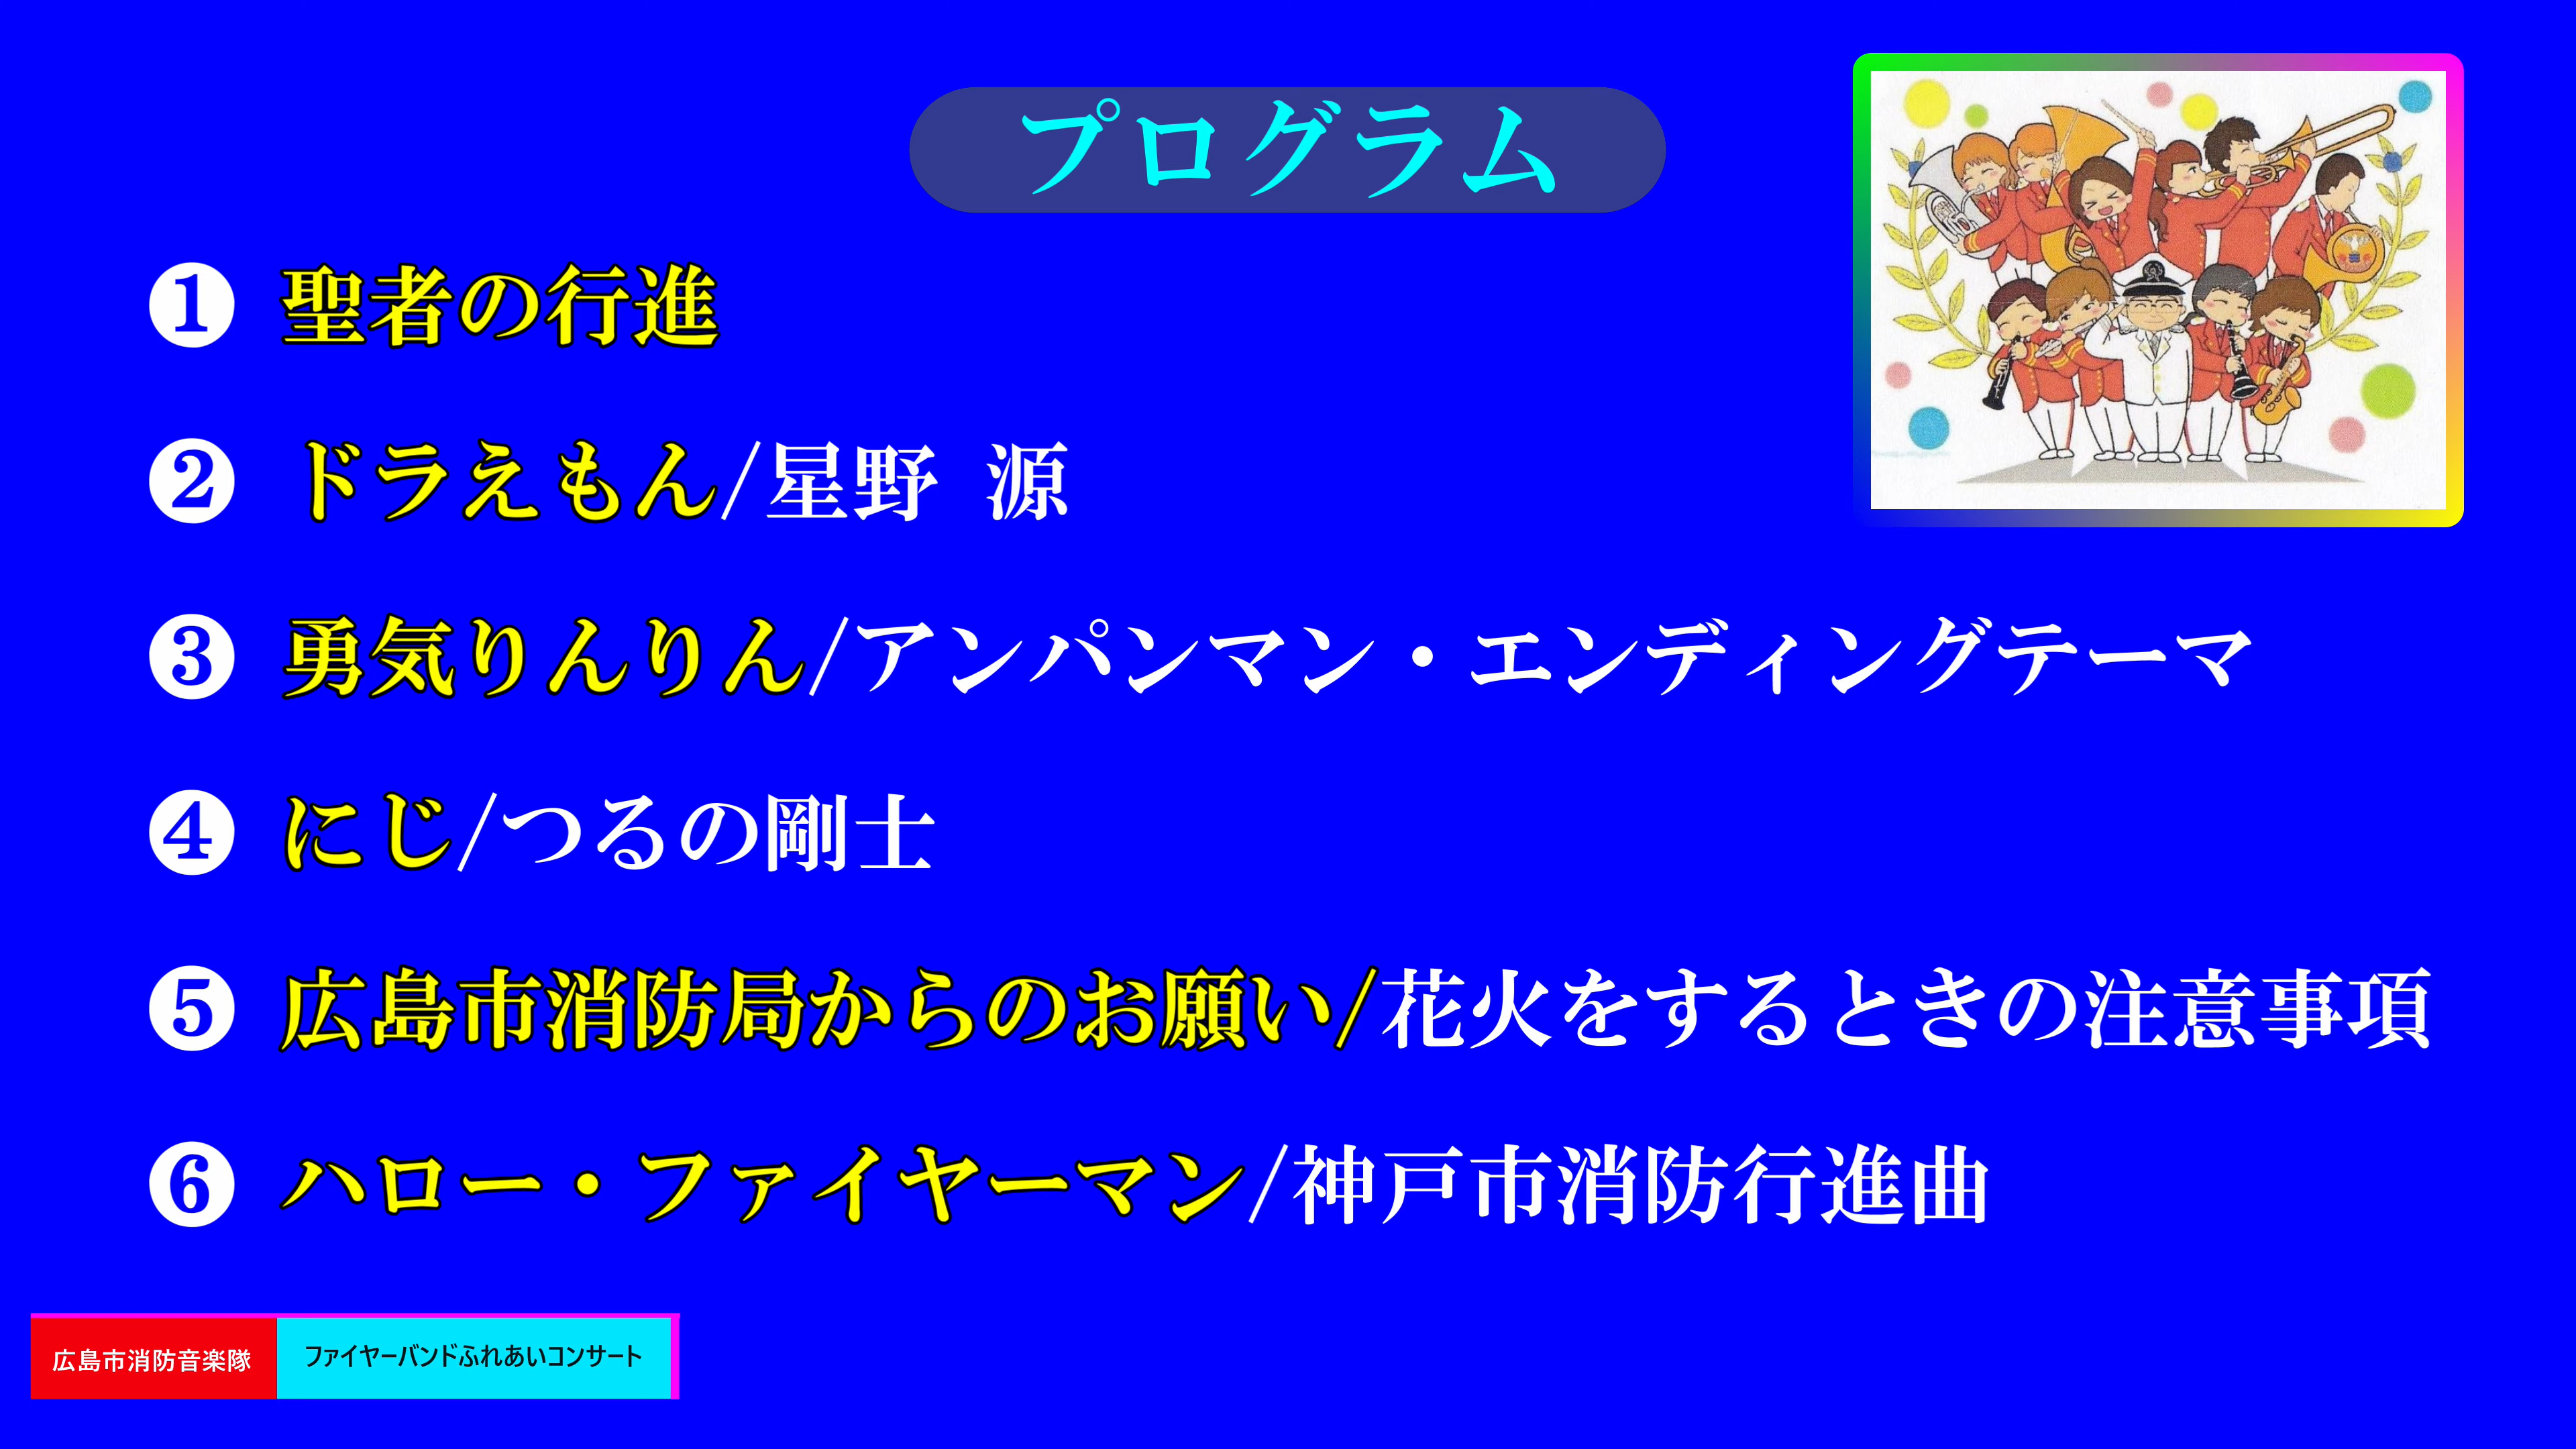 プログラム
❶ 聖者の行進
❷ ドラえもん/星野 源
❸ 勇気りんりん/アンパンマン・エンディングテーマ
❹ にじ/つるの剛士
❺ 広島市消防局からのお願い/花火をするときの注意事項
❻ ハロー・ファイヤーマン/神戸市消防行進曲
広島市消防音楽隊 ファイヤーバンドふれあいコンサート